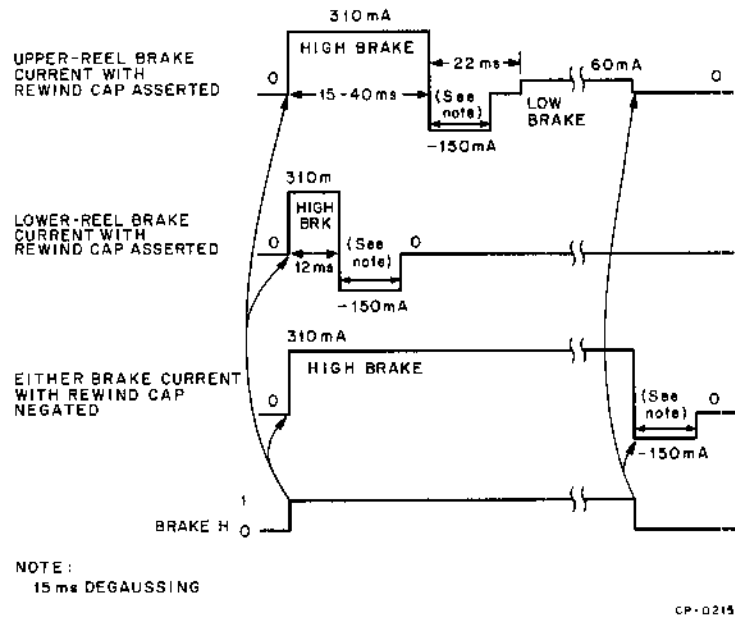 310mA
UPPER-REEL BRAKE
CURRENT WITH
REWIND CAP ASSERTED
0
HIGH BRAKE
15-40ms
-22ms
(See
note)
-150mA
LOW
BRAKE
60mA
0
LOWER-REEL BRAKE
CURRENT WITH
REWIND CAP ASSERTED
0
310m
HIGH
BRK
12ms
(See
note)
-150mA
0
EITHER BRAKE CURRENT
WITH REWIND CAP
NEGATED
0
310mA
HIGH BRAKE
(See
note)
-150mA
0
BRAKE H
1
0
NOTE:
15 ms DEGAUSSING
CP-0215